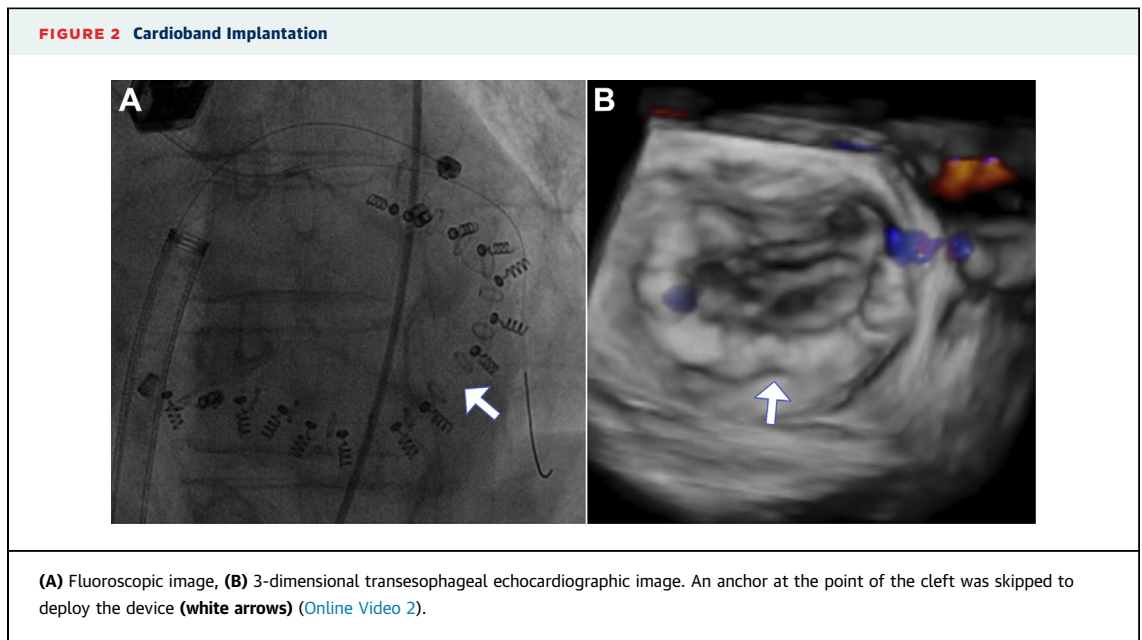 FIGURE 2 Cardioband Implantation
A
B
(A) Fluoroscopic image, (B) 3-dimensional transesophageal echocardiographic image. An anchor at the point of the cleft was skipped to
deploy the device (white arrows) (Online Video 2).